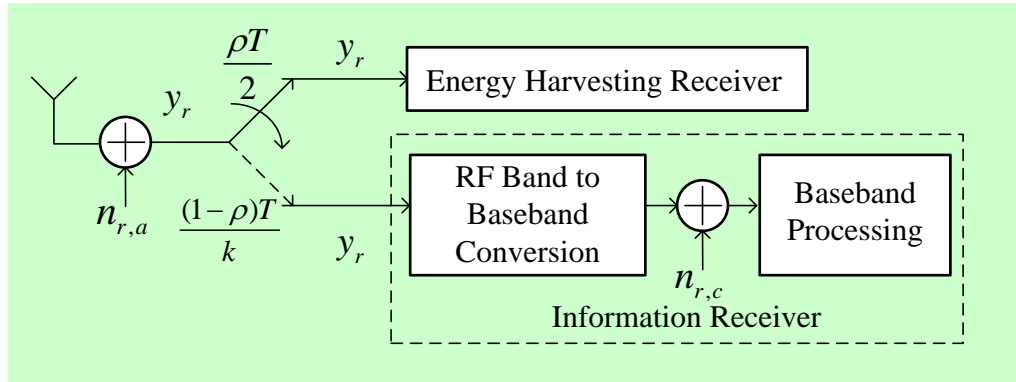 ρT
2
y_r
Energy Harvesting Receiver
y_r
n_{r,a}
(1-ρ)T
k
y_r
RF Band to
Baseband
Conversion
n_{r,c}
Baseband
Processing
Information Receiver